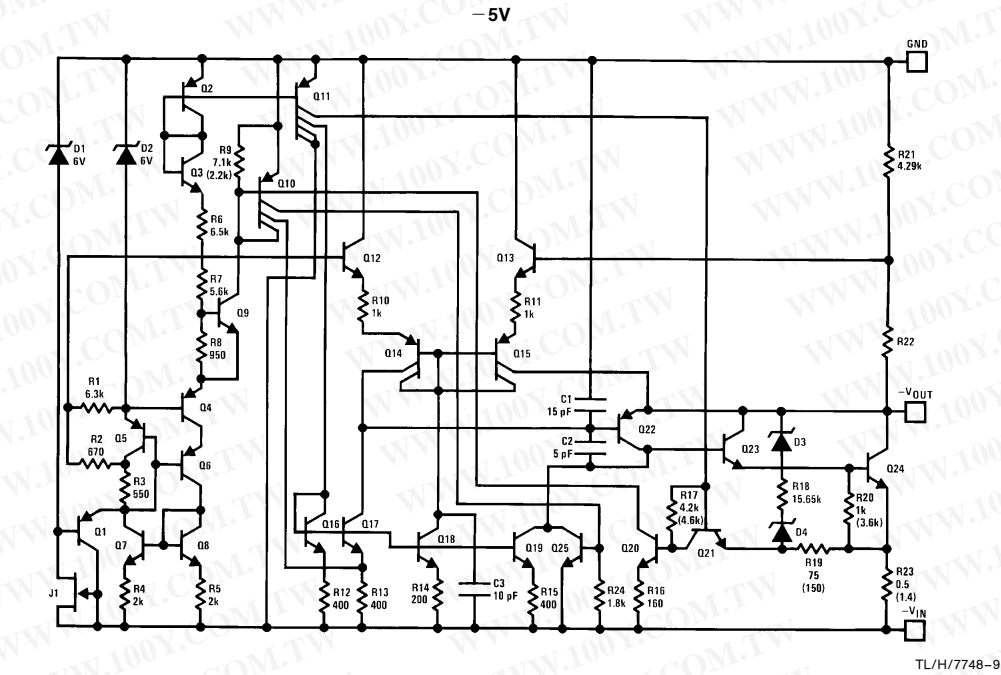 −5V
GND
Q2
Q11
D1
6V
D2
6V
Q3
R9
7.1k
(2.2k)
Q10
R21
4.29k
R6
6.5k
Q12
Q13
R7
5.6k
Q9
R10
1k
R11
1k
R8
950
Q14
Q15
R22
R1
6.3k
Q4
C1
15 pF
−VOUT
Q5
Q22
R2
670
Q6
C2
5 pF
Q23
D3
Q24
R3
550
R18
15.65k
R17
4.2k
(4.6k)
R20
1k
(3.6k)
Q1
Q7
Q8
Q16
Q17
Q18
Q19
Q25
Q20
Q21
D4
R19
75
(150)
J1
R4
2k
R5
2k
R12
400
R13
400
R14
200
C3
10 pF
R15
400
R24
1.8k
R16
160
R23
0.5
(1.4)
−VIN
TL/H/7748–9
WWW.100Y.COM.TW